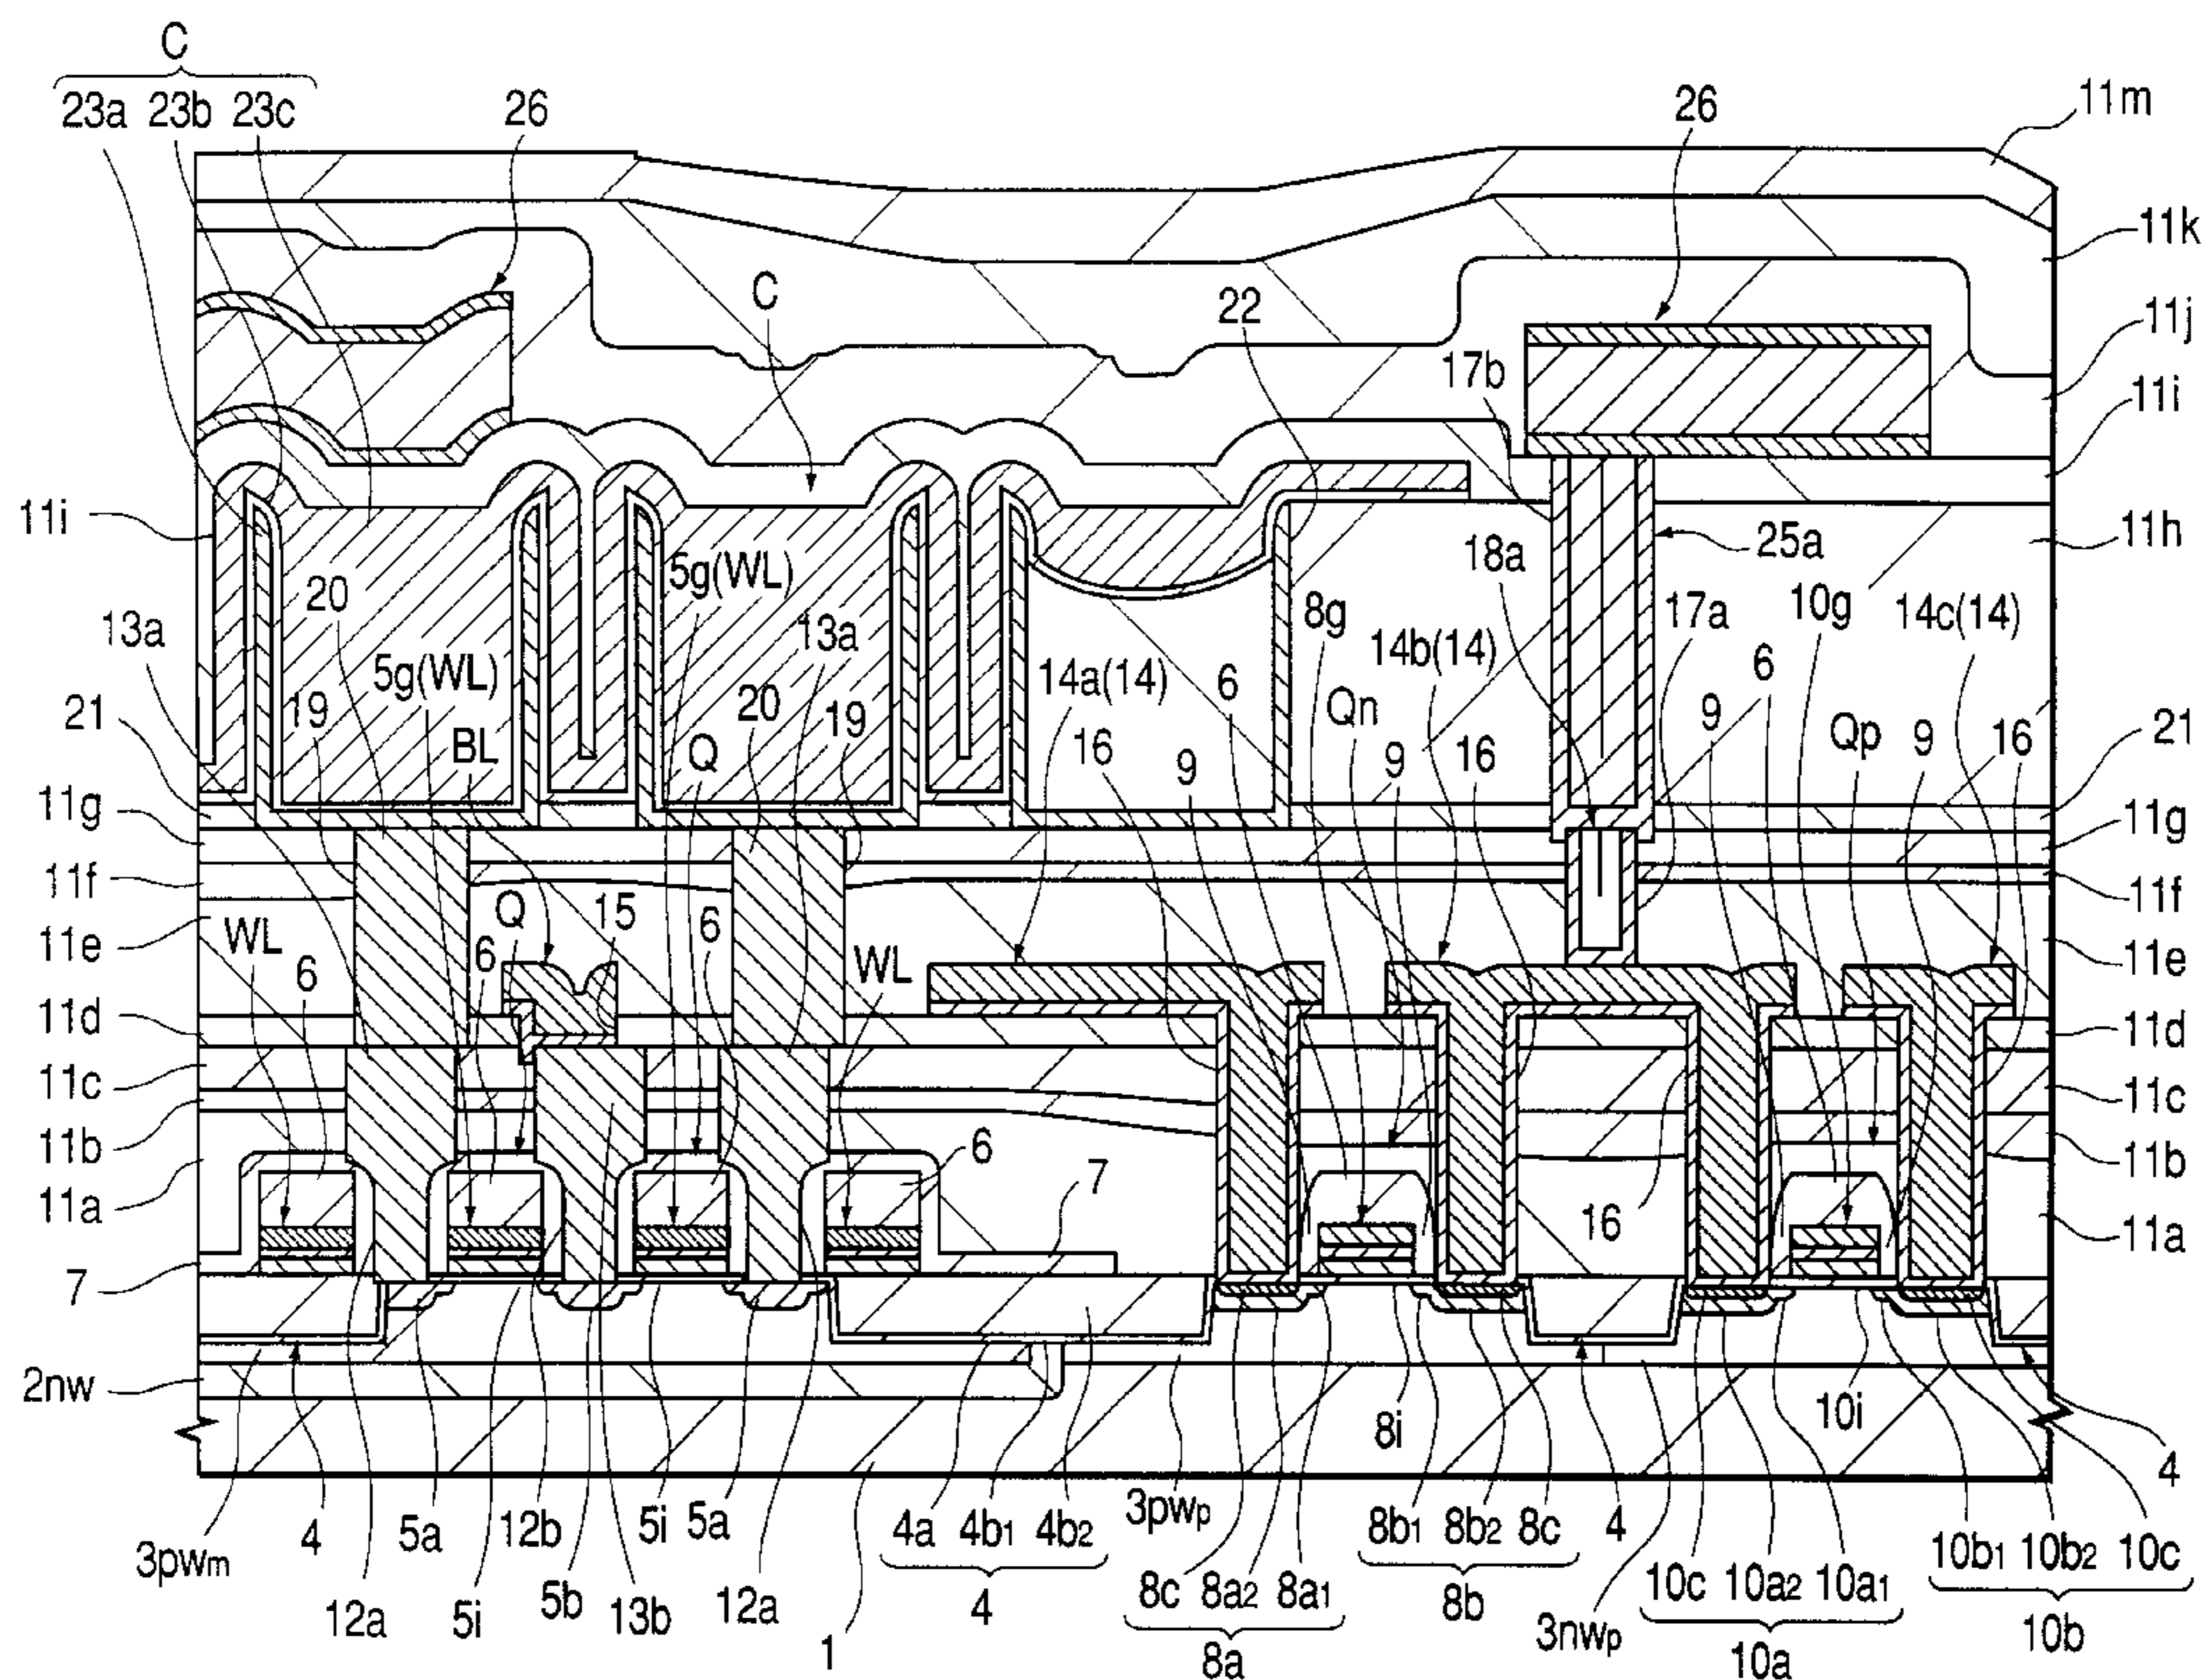 C
23a 23b 23c
26
26
11m
11k
C
22
11j
17b
11i
11i
11h
25a
5g(WL)
18a
20
8g
17a
10g
14c(14)
13a
13a
14b(14)
5g(WL)
14a(14)
6
6
19
20
21
19
Qn
9
Qp
BL
Q
16
9
16
9
16
21
9
11g
11g
11f
11f
Q
15
6
WL
6
6
WL
11e
11e
11d
11d
11c
11c
11b
11b
6
11a
7
16
16
16
11a
7
2nw
8i
10i
4
3pwm
4
5a
12b
5i
5a
4a 4b1 4b2
3pwp
8b1 8b2 8c
4
10b1 10b2 10c
12a
5i
5b
13b
12a
1
4
8c 8a2 8a1
8b
3nwp
10c 10a2 10a1
10b
8a
10a